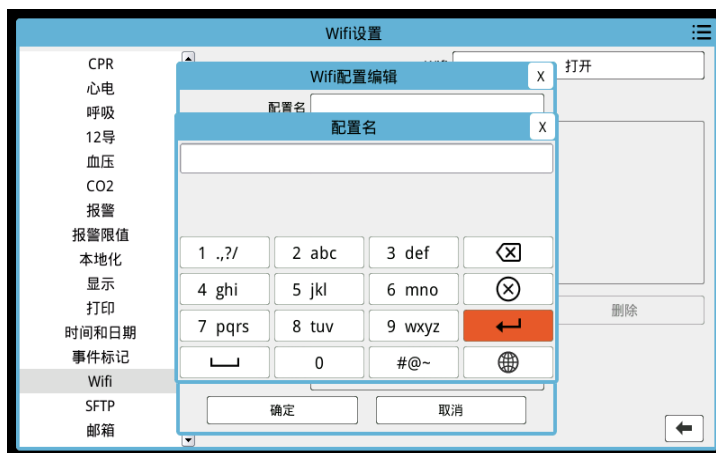 Wifi设置
CPR
心电
呼吸
12导
血压
CO2
报警
报警限值
本地化
显示
打印
时间和日期
事件标记
Wifi
SFTP
邮箱
打开
删除
Wifi配置编辑
X
配置名
确定
取消
配置名
X
1 .,?/
2 abc
3 def
4 ghi
5 jkl
6 mno
7 pqrs
8 tuv
9 wxyz
0
#@~